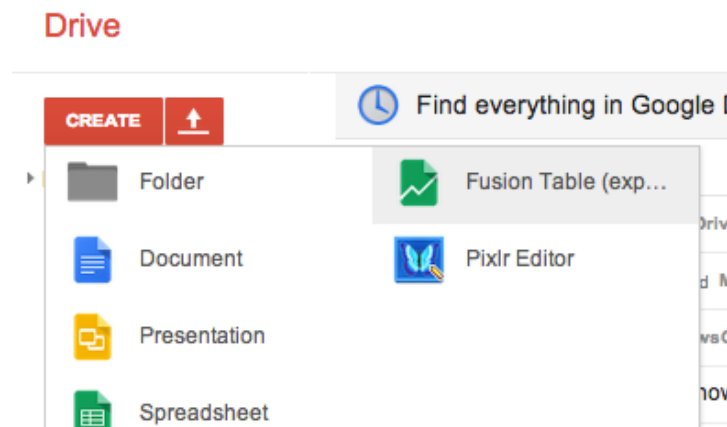 Drive
CREATE
Find everything in Google
Folder
Fusion Table (exp...
Document
Pixlr Editor
Presentation
Spreadsheet